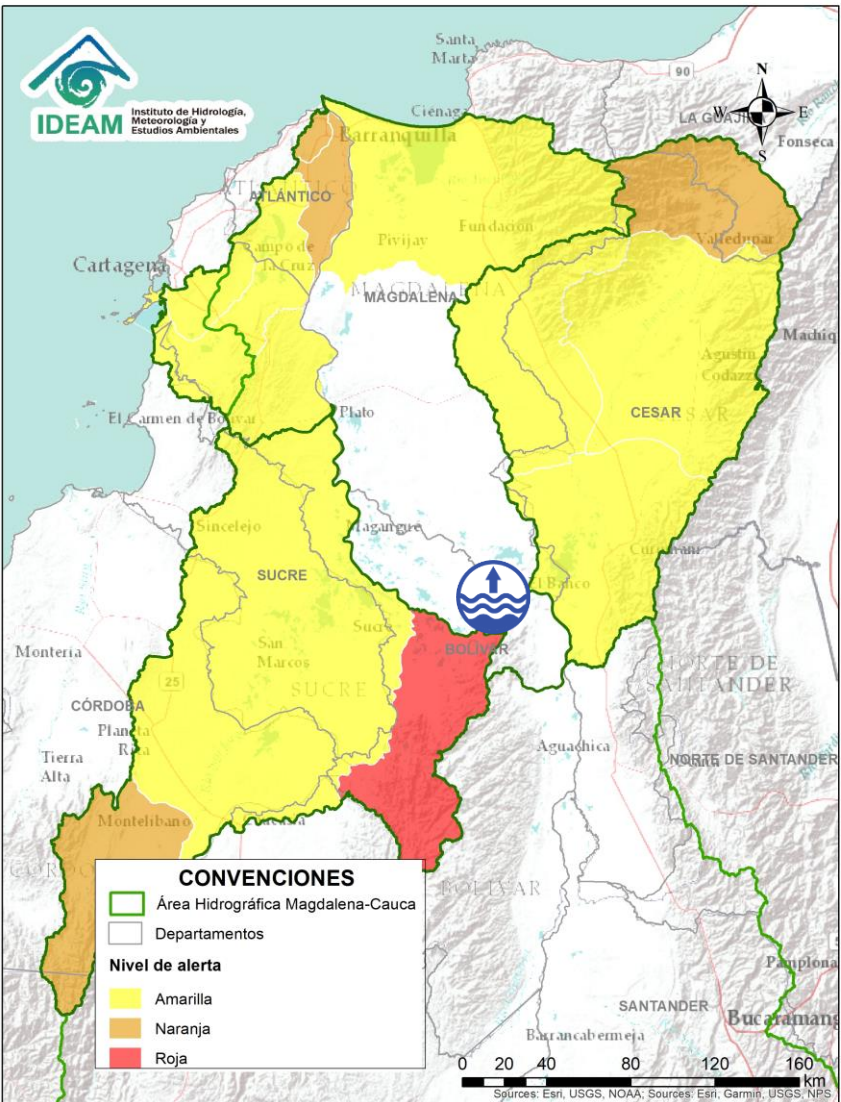 IDEAM
Instituto de Hidrología,
Meteorología y
Estudios Ambientales
Santa
Marta
90
N
W
E
S
LA GUAJIRA
Fonseca
Ciénaga
Barranquilla
ATLÁNTICO
Valledupar
Fundación
Pivijay
Campo de
la Cruz
Cartagena
MAGDALENA
MAGDALENA
Agustín
Codazzi
CESAR
El Carmen de Bolívar
Plato
Sincelejo
Magangue
SUCRE
El Banco
Sucre
San
Marcos
BOLÍVAR
SUCRE
Montería
25
CÓRDOBA
Planeta
Rica
Tierra
Alta
NORTE DE
SANTANDER
NORTE DE SANTANDER
Aguachica
Montelíbano
BOLÍVAR
CONVENCIONES
Área Hidrográfica Magdalena-Cauca
Departamentos
Nivel de alerta
Amarilla
Naranja
Roja
Pamplona
SANTANDER
Bucaramang
Barrancabermeja
0 20 40 80 120 160
km
Sources: Esri, USGS, NOAA; Sources: Esri, Garmin, USGS, NPS